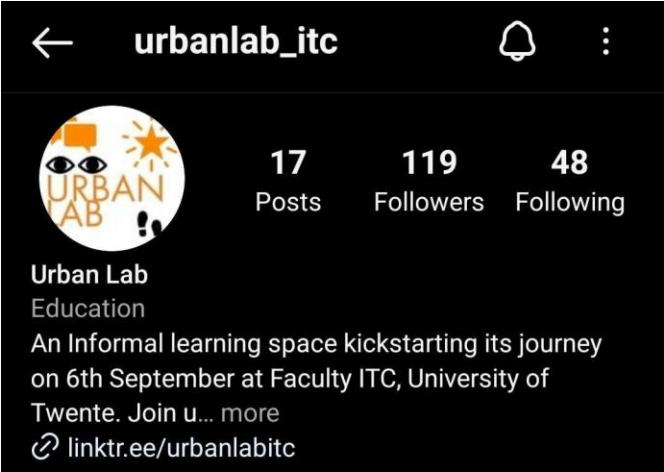 urbanlab_itc
URBAN
LAB
17
Posts
119
Followers
48
Following
Urban Lab
Education
An Informal learning space kickstarting its journey
on 6th September at Faculty ITC, University of
Twente. Join u... more
linktr.ee/urbanlabitc